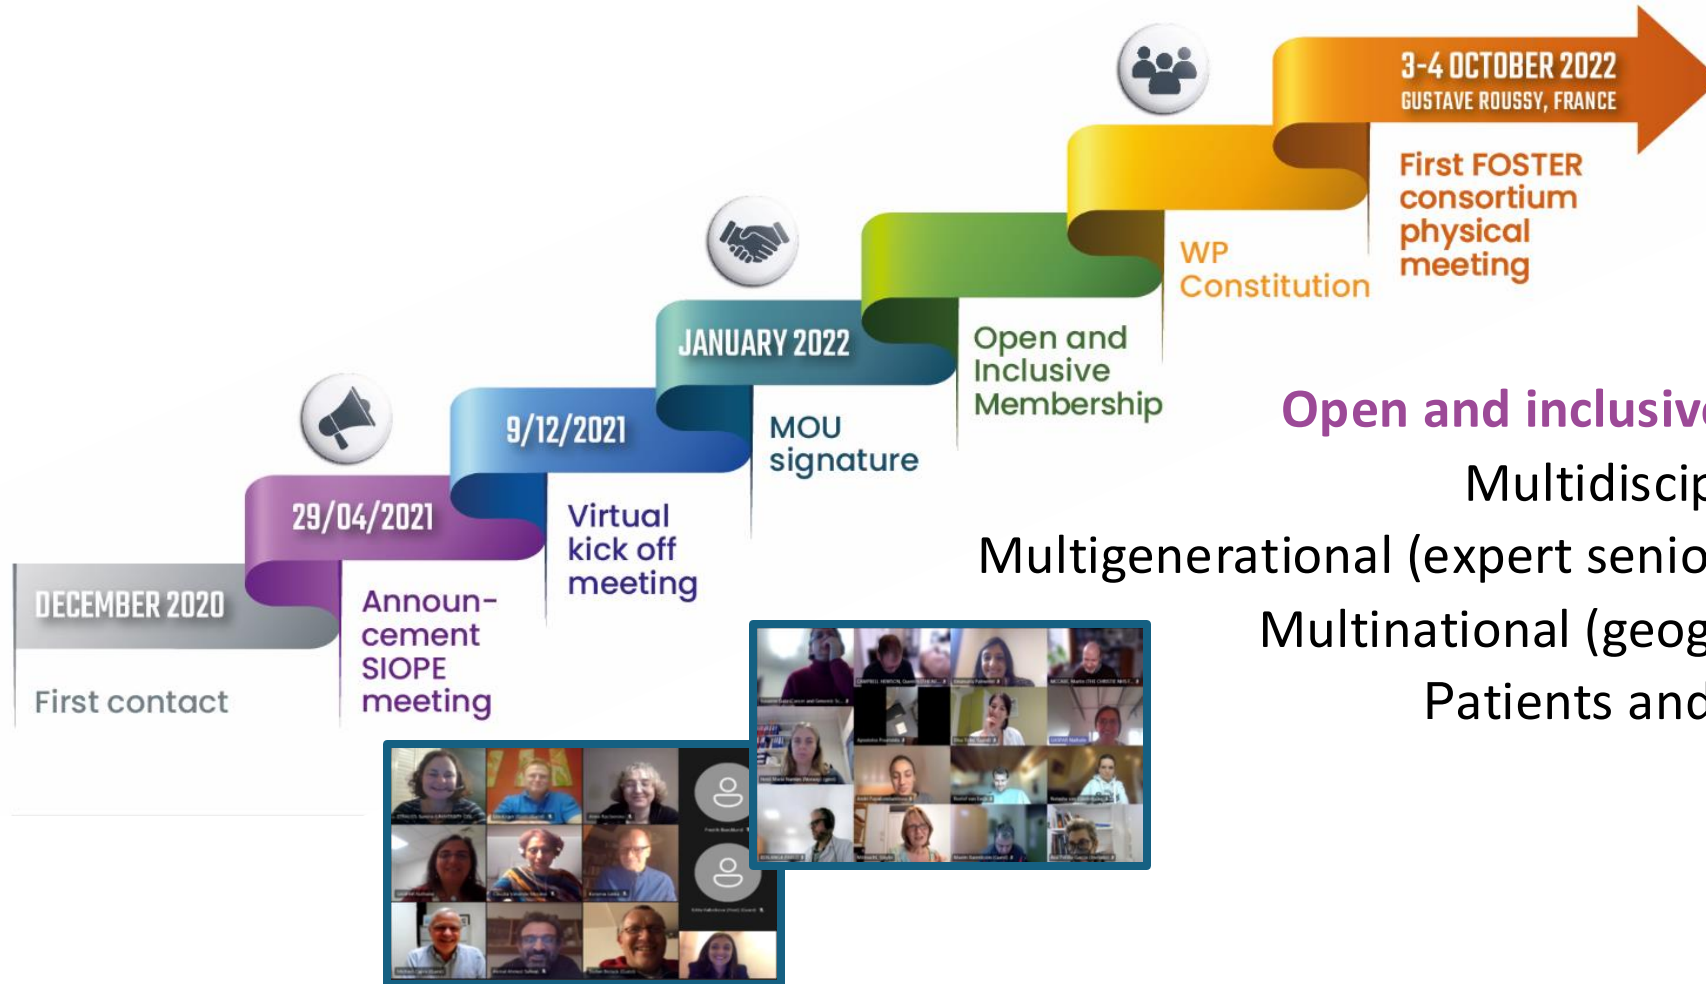 3-4 OCTOBER 2022
GUSTAVE ROUSSY, FRANCE
First FOSTER
consortium
physical
meeting
WP
Constitution
JANUARY 2022
Open and
Inclusive
Membership
9/12/2021
MOU
signature
29/04/2021
Virtual
kick off
meeting
DECEMBER 2020
Announ-
cement
SIOPE
meeting
First contact
Open and inclusive
Multidiscip
Multigenerational (expert senio
Multinational (geog
Patients and